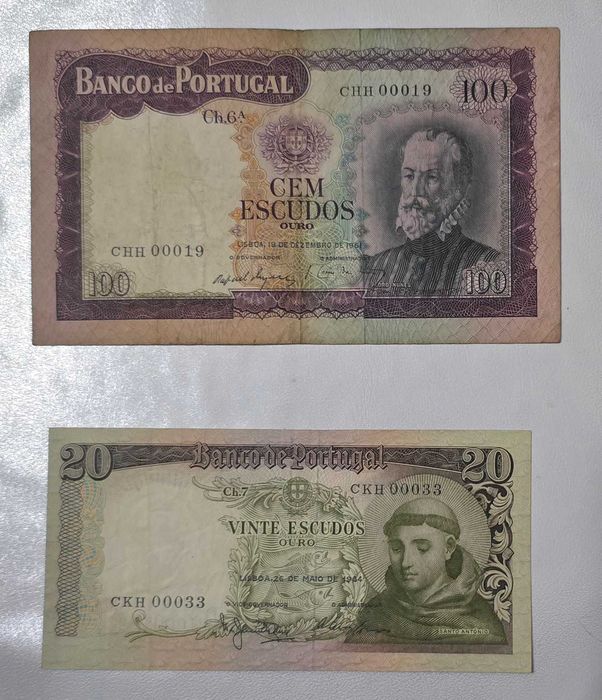 BANCO de PORTUGAL
CHH 00019
100
Ch. 6ᴬ
CEM
ESCUDOS
OURO
LISBOA, 19 DE DEZEMBRO DE 1961
O GOVERNADOR
O ADMINISTRADOR
CHH 00019
100
PEDRO NUNES
100
20
Banco de Portugal
20
Ch. 7
CKH 00033
VINTE ESCUDOS
OURO
LISBOA, 26 DE MAIO DE 1964
O VICE-GOVERNADOR
O ADMINISTRADOR
CKH 00033
SANTO ANTÓNIO